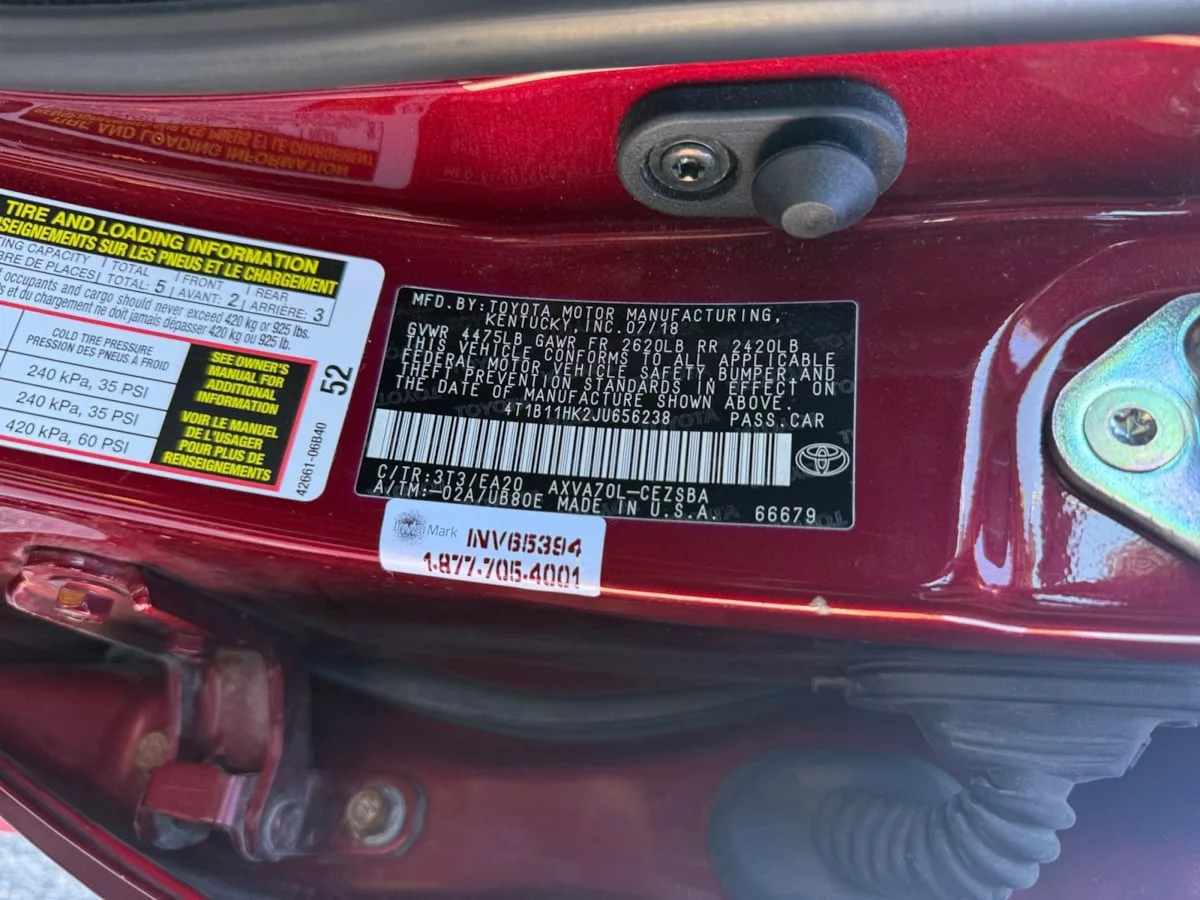 TIRE AND LOADING INFORMATION
SEIGNEMENTS SUR LES PNEUS ET LE CHARGEMENT
TING CAPACITY TOTAL FRONT REAR
BRE DE PLACES TOTAL: 5 AVANT: 2 ARRIÈRE: 3
occupants and cargo should never exceed 420 kg or 925 lbs.
et du chargement ne doit jamais dépasser 420 kg ou 925 lb.
COLD TIRE PRESSURE
PRESSION DES PNEUS À FROID
240 kPa, 35 PSI
240 kPa, 35 PSI
420 kPa, 60 PSI
SEE OWNER'S
MANUAL FOR
ADDITIONAL
INFORMATION
VOIR LE MANUEL
DE L'USAGER
POUR PLUS DE
RENSEIGNEMENTS
52
42661-06B40
MFD.BY:TOYOTA MOTOR MANUFACTURING,
KENTUCKY,INC.07/18
GVWR 4475LB GAWR FR 2620LB RR 2420LB
THIS VEHICLE CONFORMS TO ALL APPLICABLE
FEDERAL MOTOR VEHICLE SAFETY,BUMPER AND
THEFT PREVENTION STANDARDS IN EFFECT ON
THE DATE OF MANUFACTURE SHOWN ABOVE.
4T1B11HK2JU656238 PASS.CAR
C/TR:3T3/EA20 AXVA70L-CEZSBA
A/TM:-02A/UB80E MADE IN U.S.A. 66679
Mark
INV65394
1-877-705-4001